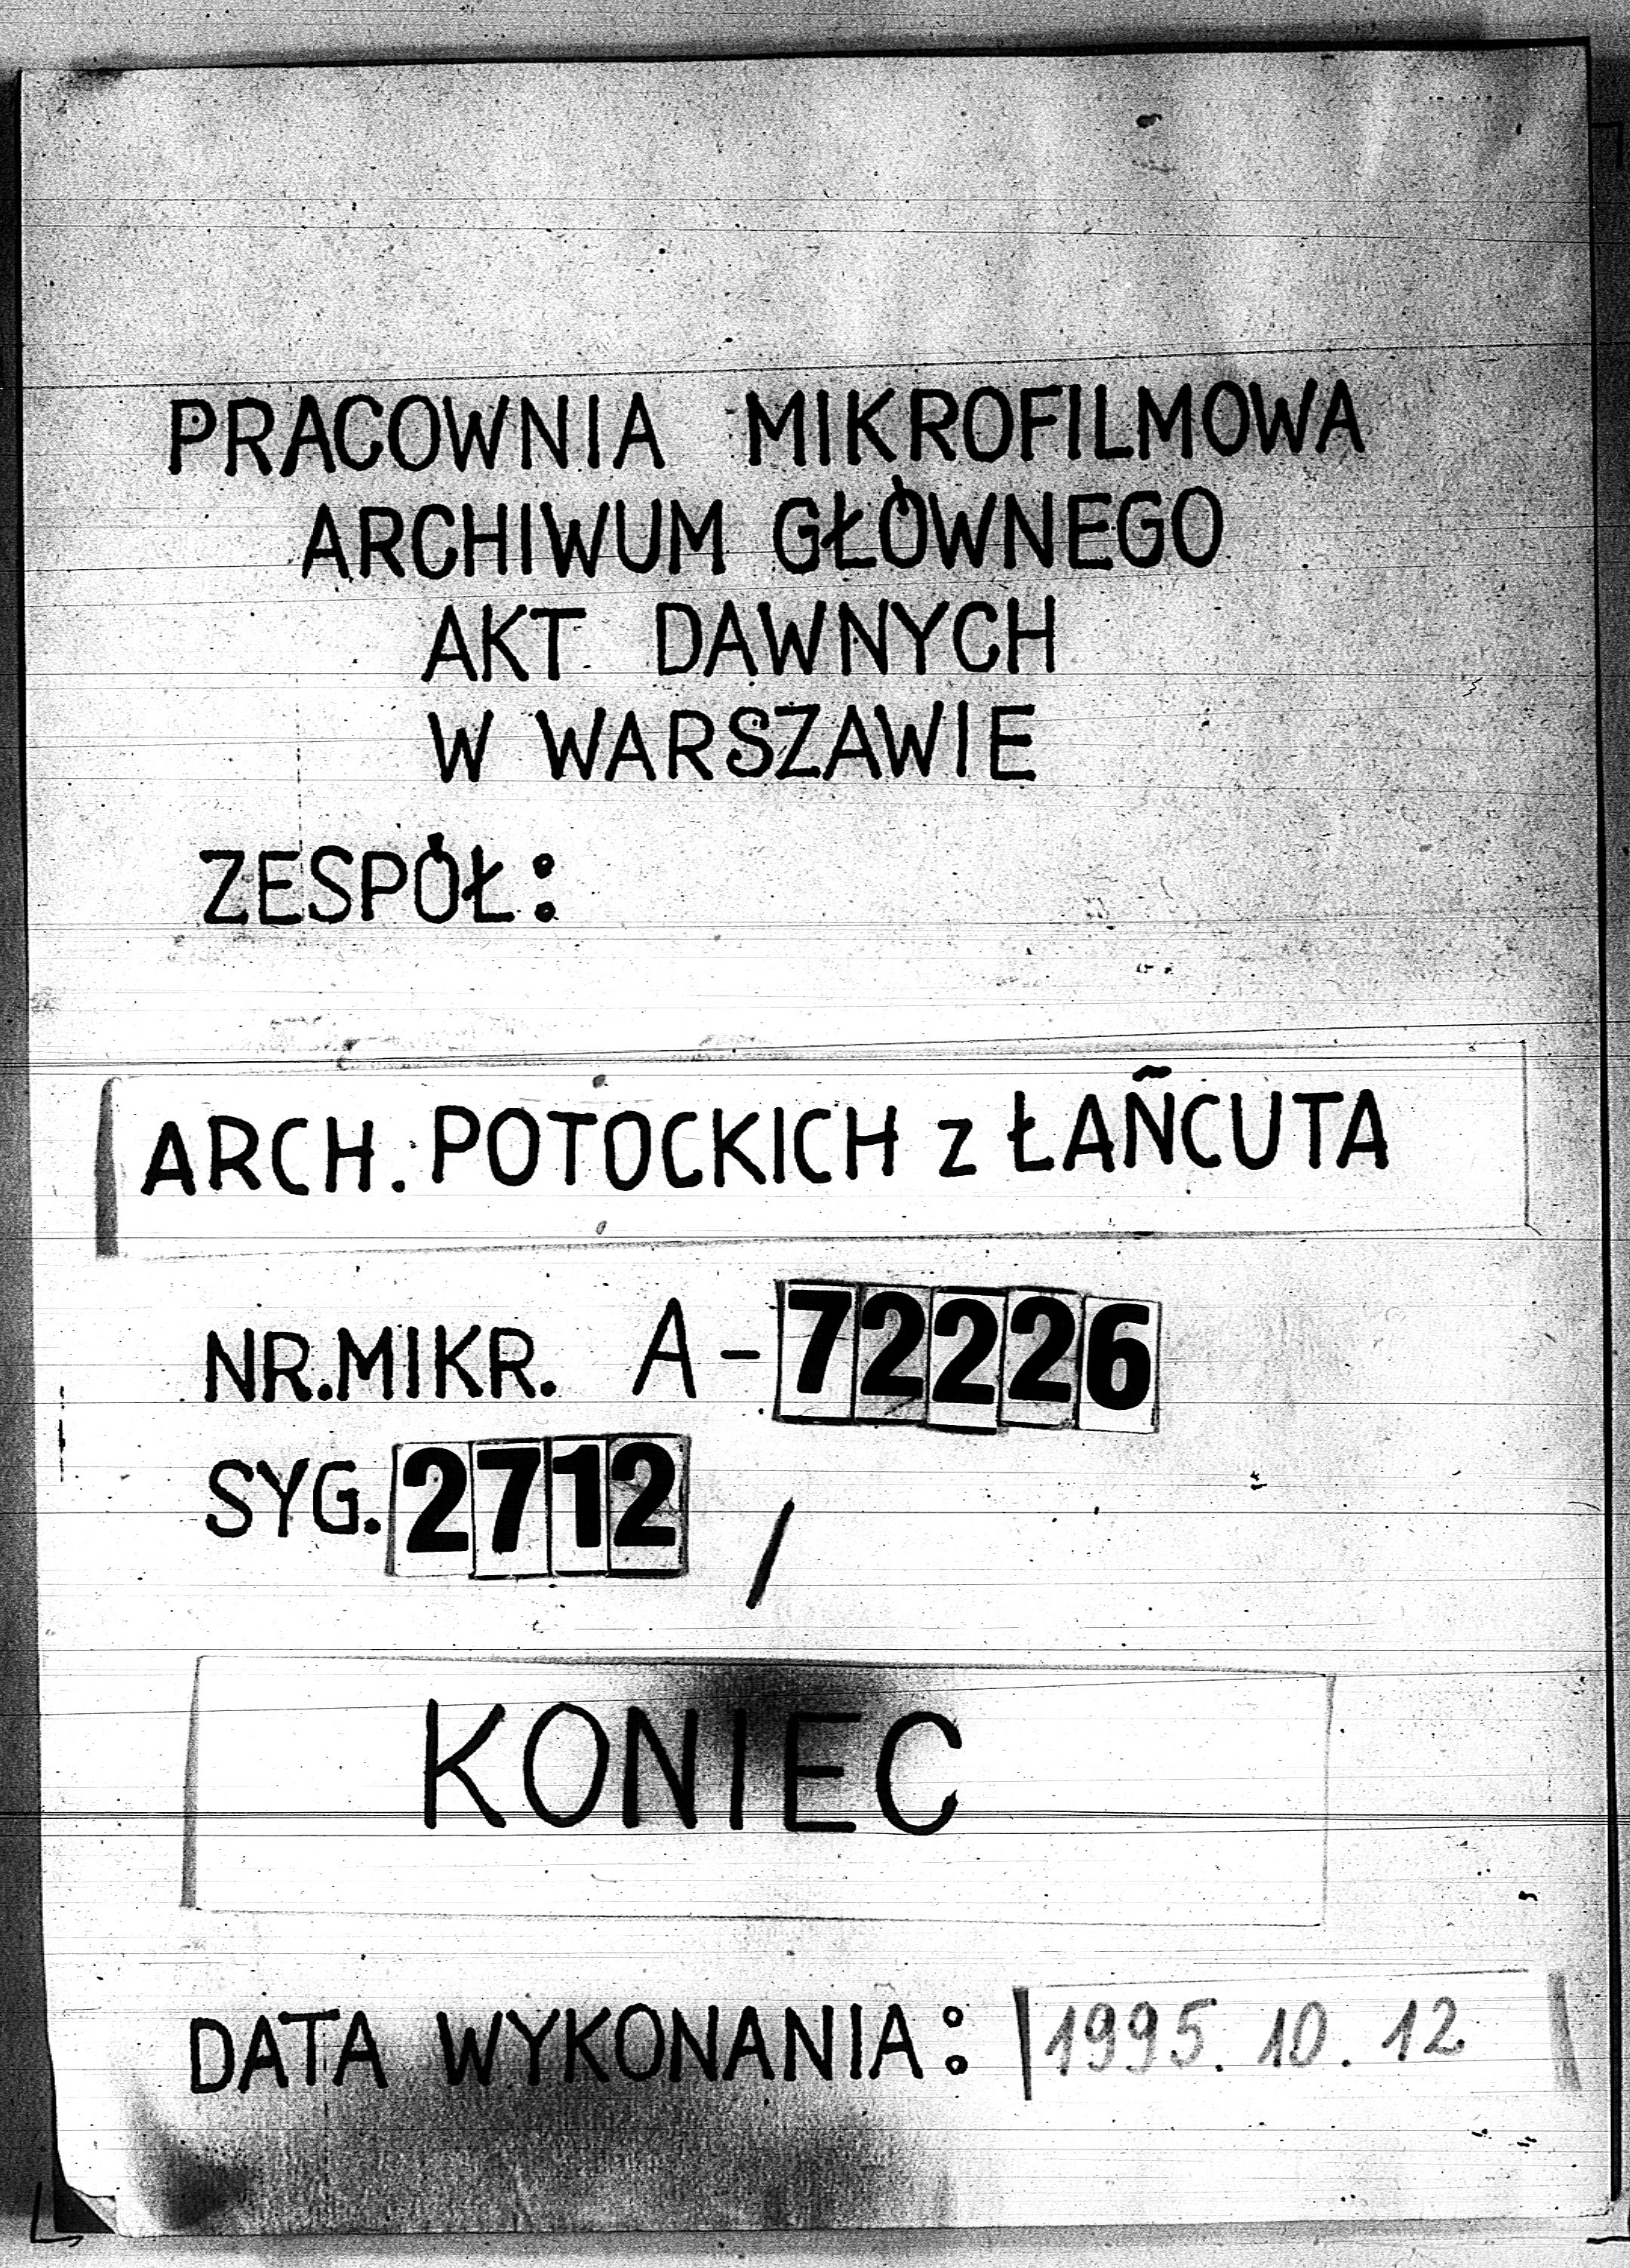 PRACOWNIA MIKROFILMOWA
ARCHIWUM GŁÓWNEGO
AKT DAWNYCH
W WARSZAWIE
ZESPÓŁ:
ARCH. POTOCKICH z ŁAŃCUTA
NR.MIKR. A-72226
SYG. 2712 /
KONIEC
DATA WYKONANIA: 1995.10.12